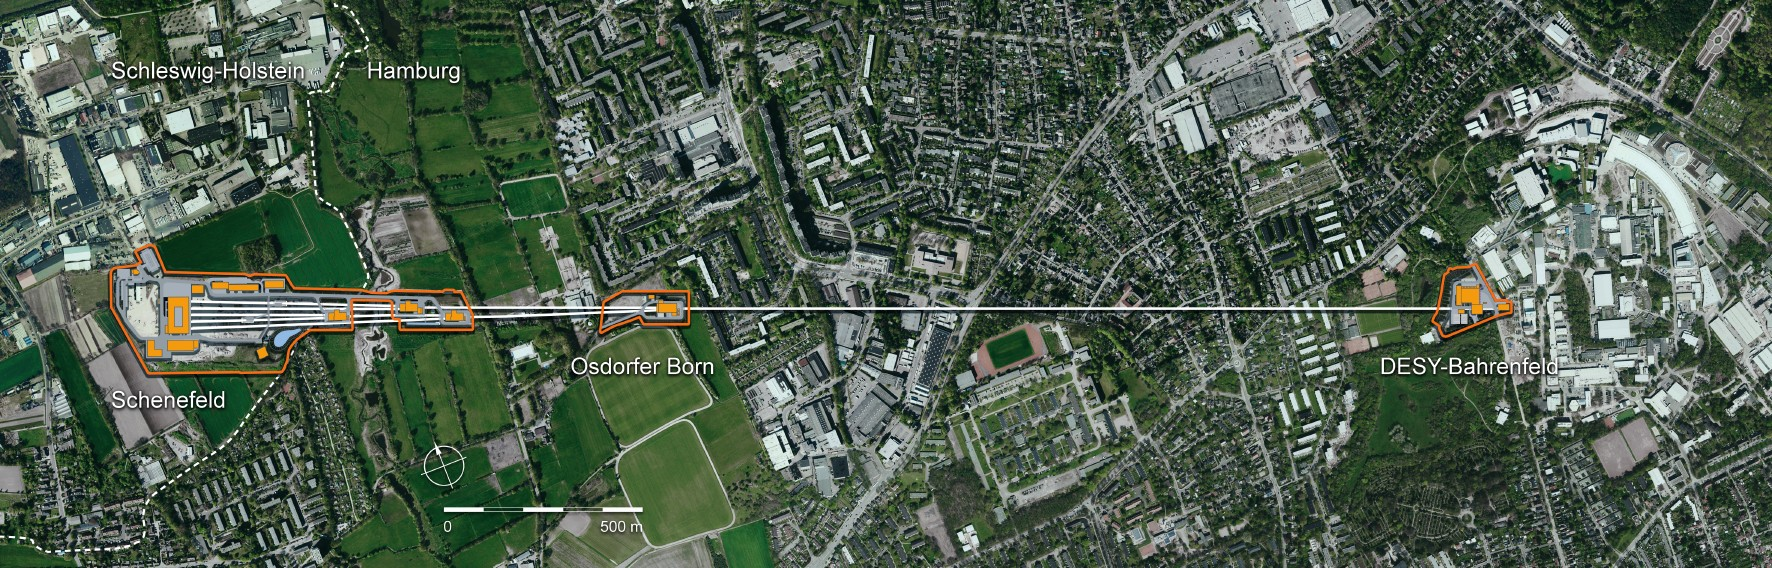 Schleswig-Holstein
Hamburg
Osdorfer Born
DESY-Bahrenfeld
Schenefeld
0
500 m